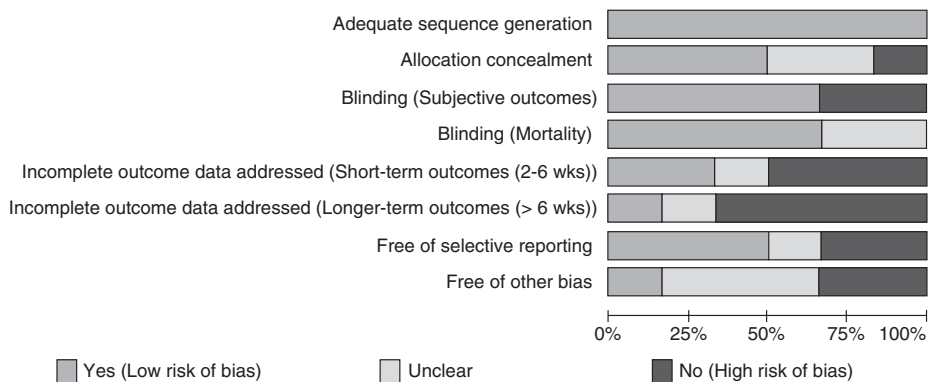 Adequate sequence generation
Allocation concealment
Blinding (Subjective outcomes)
Blinding (Mortality)
Incomplete outcome data addressed (Short-term outcomes (2-6 wks))
Incomplete outcome data addressed (Longer-term outcomes (> 6 wks))
Free of selective reporting
Free of other bias
0% 25% 50% 75% 100%
Yes (Low risk of bias) Unclear No (High risk of bias)